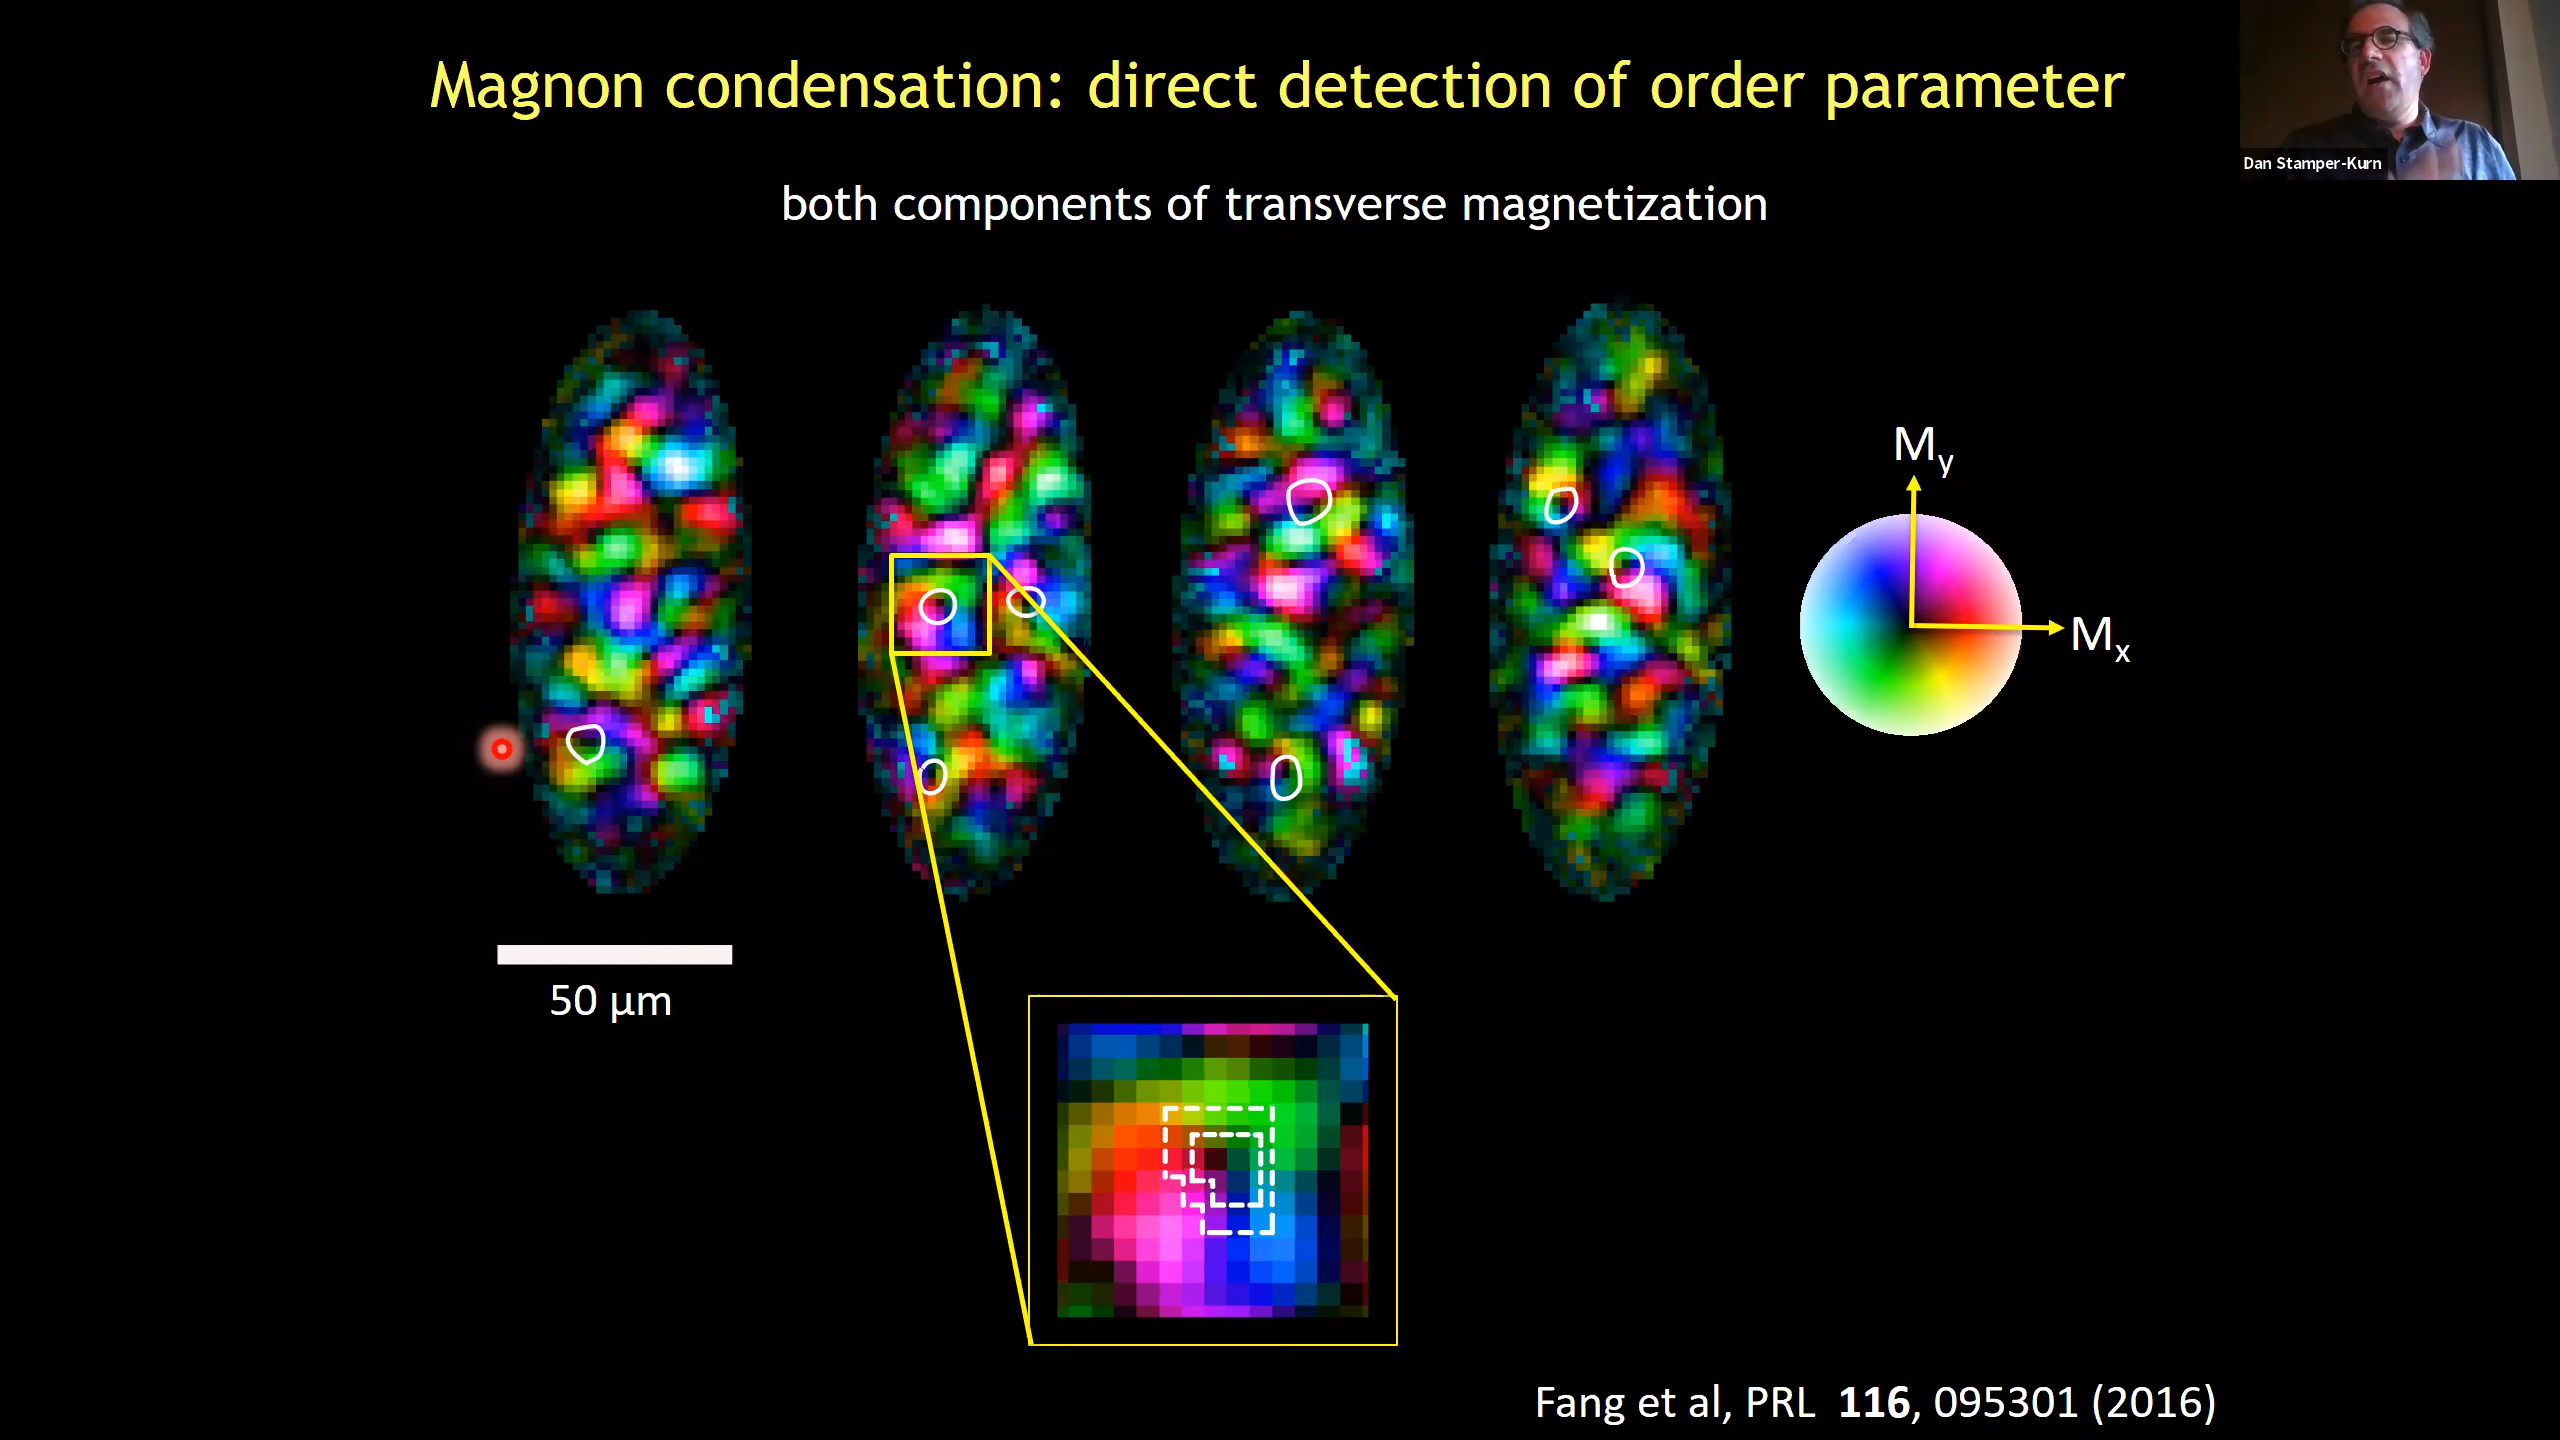 Magnon condensation: direct detection of order parameter
Dan Stamper-Kurn
both components of transverse magnetization
My
Mx
50 µm
Fang et al, PRL 116, 095301 (2016)